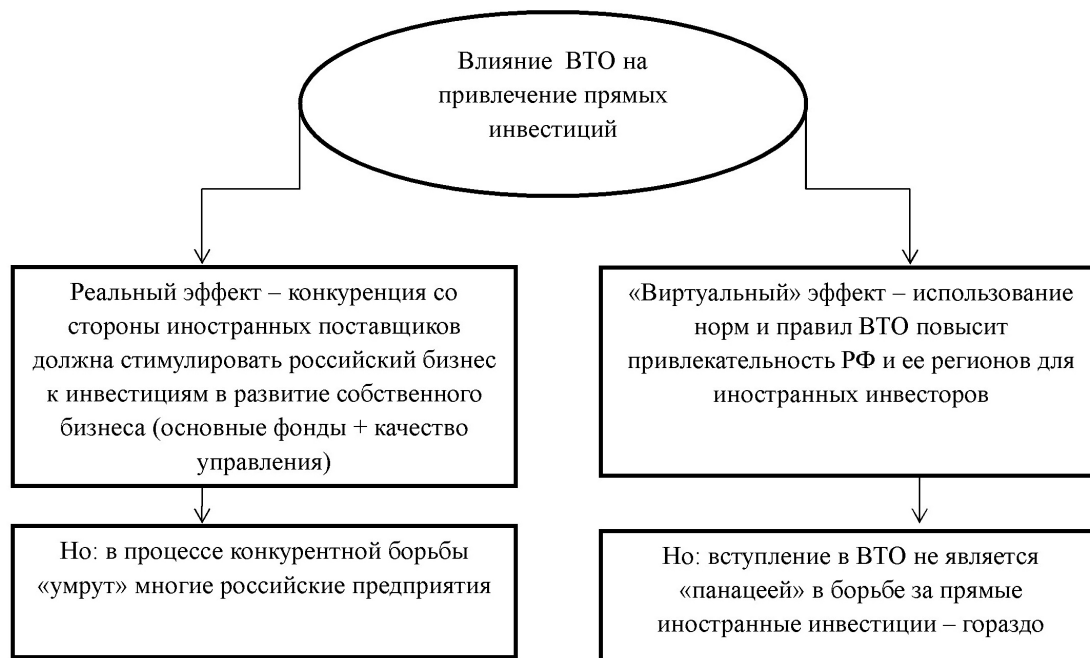 Влияние ВТО на
привлечение прямых
инвестиций
Реальный эффект – конкуренция со
стороны иностранных поставщиков
должна стимулировать российский бизнес
к инвестициям в развитие собственного
бизнеса (основные фонды + качество
управления)
«Виртуальный» эффект – использование
норм и правил ВТО повысит
привлекательность РФ и ее регионов для
иностранных инвесторов
Но: в процессе конкурентной борьбы
«умрут» многие российские предприятия
Но: вступление в ВТО не является
«панацеей» в борьбе за прямые
иностранные инвестиции – гораздо